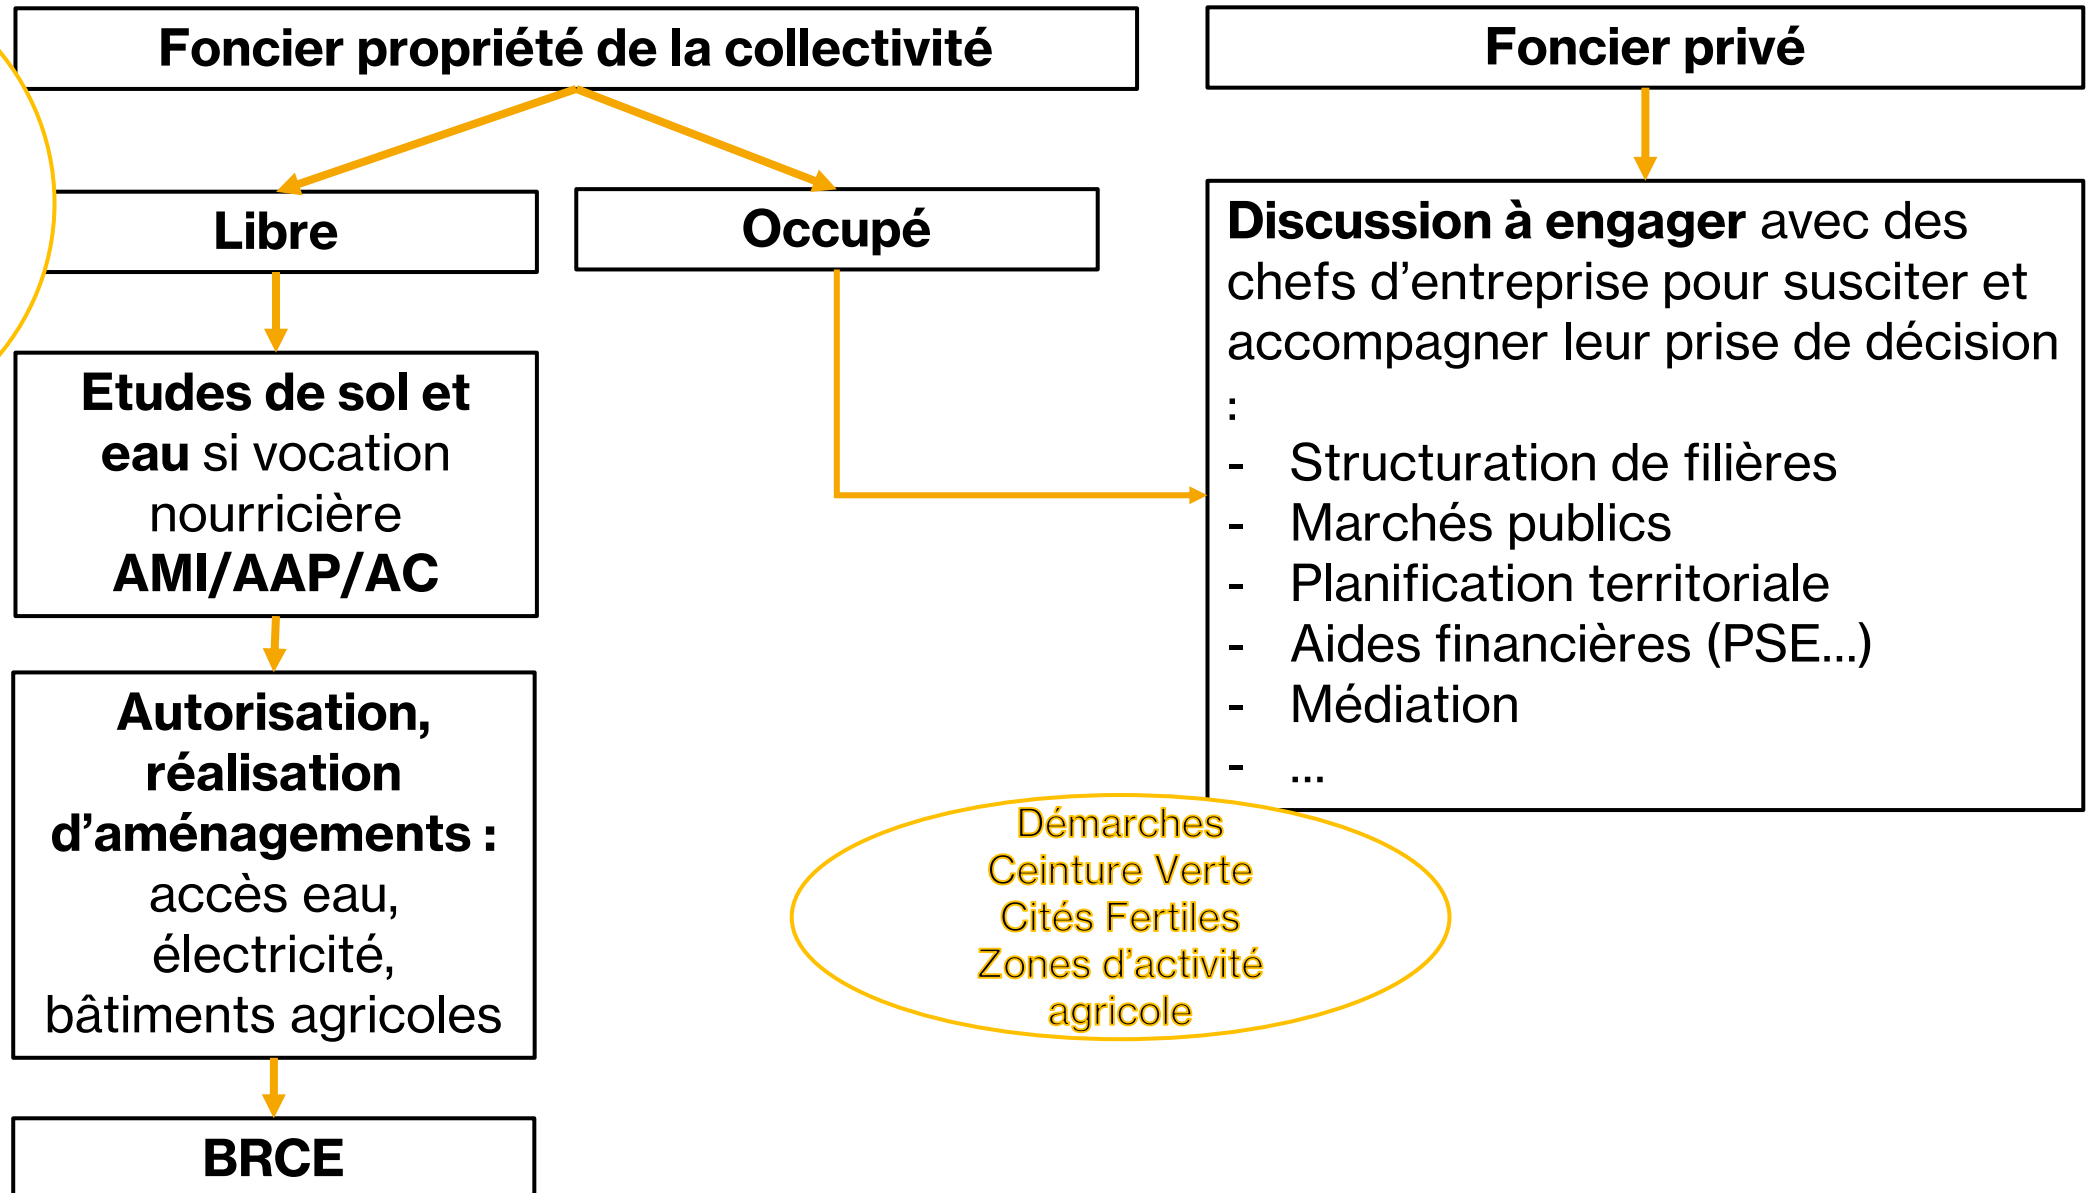 Foncier propriété de la collectivité
Libre
Occupé
Etudes de sol et
eau si vocation
nourricière
AMI/AAP/AC
Autorisation,
réalisation
d’aménagements :
accès eau,
électricité,
bâtiments agricoles
BRCE
Foncier privé
Discussion à engager avec des
chefs d’entreprise pour susciter et
accompagner leur prise de décision
:
- Structuration de filières
- Marchés publics
- Planification territoriale
- Aides financières (PSE…)
- Médiation
- …
Démarches
Ceinture Verte
Cités Fertiles
Zones d’activité
agricole